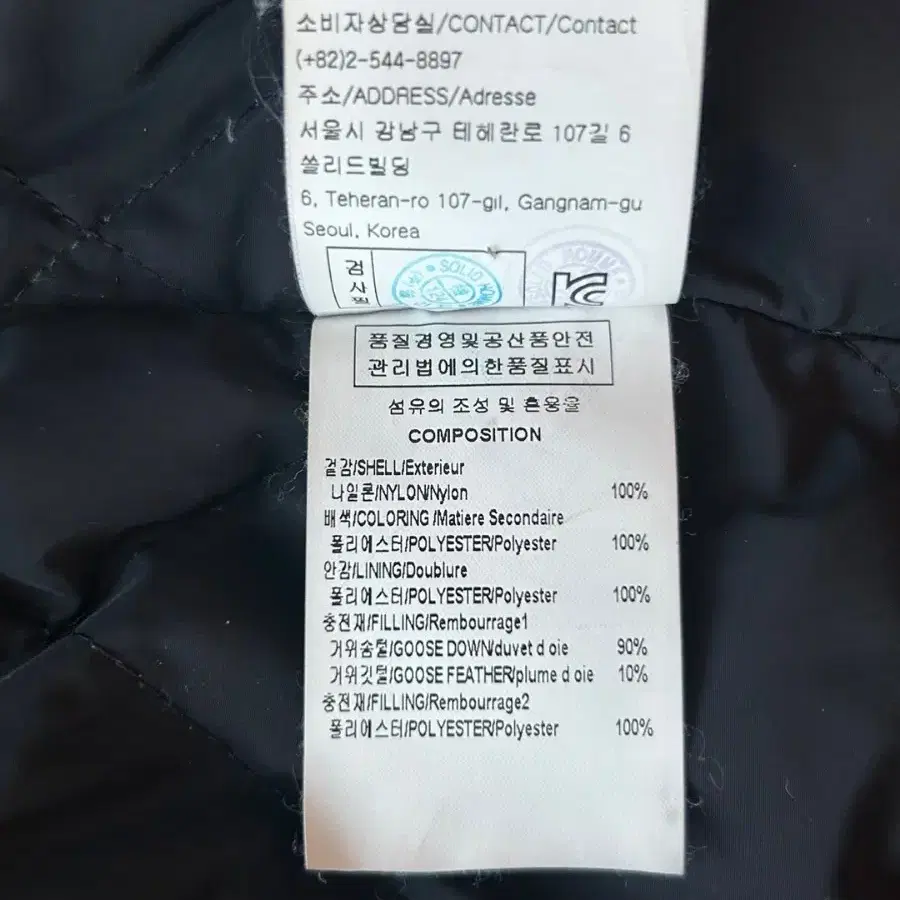 소비자상담실/CONTACT/Contact
(+82)2-544-8897
주소/ADDRESS/Adresse
서울시 강남구 테헤란로 107길 6
쏠리드빌딩
6, Teheran-ro 107-gil, Gangnam-gu
Seoul, Korea
검사필
SOLID HOMME
품질경영및공산품안전
관리법에의한품질표시
섬유의 조성 및 혼용율
COMPOSITION
겉감/SHELL/Exterieur
나일론/NYLON/Nylon 100%
배색/COLORING /Matiere Secondaire
폴리에스터/POLYESTER/Polyester 100%
안감/LINING/Doublure
폴리에스터/POLYESTER/Polyester 100%
충전재/FILLING/Rembourrage1
거위솜털/GOOSE DOWN/duvet d oie 90%
거위깃털/GOOSE FEATHER/plume d oie 10%
충전재/FILLING/Rembourrage2
폴리에스터/POLYESTER/Polyester 100%